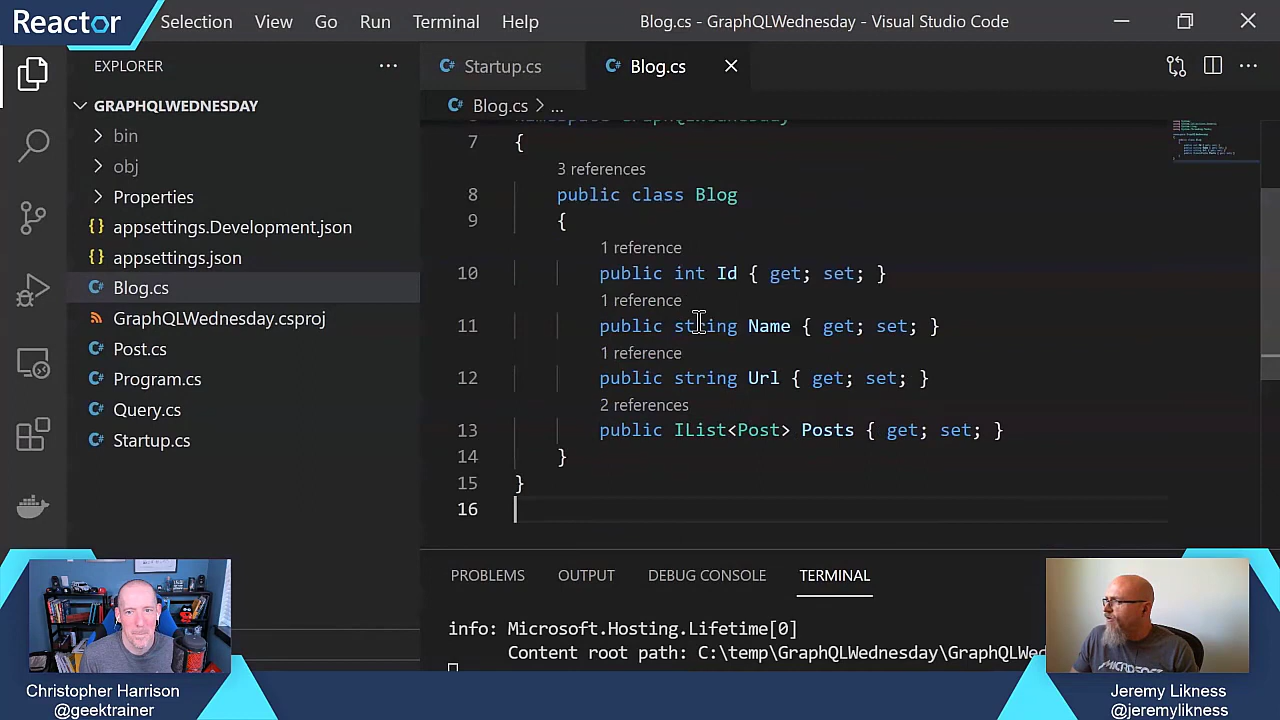 Reactor
Selection View Go Run Terminal Help
Blog.cs - GraphQLWednesday - Visual Studio Code
EXPLORER
Startup.cs
Blog.cs
GRAPHQLWEDNESDAY
bin
obj
Properties
appsettings.Development.json
appsettings.json
Blog.cs
GraphQLWednesday.csproj
Post.cs
Program.cs
Query.cs
Startup.cs
Blog.cs > ...
7 {
3 references
8 public class Blog
9 {
1 reference
10 public int Id { get; set; }
1 reference
11 public string Name { get; set; }
1 reference
12 public string Url { get; set; }
2 references
13 public IList<Post> Posts { get; set; }
14 }
15 }
16
PROBLEMS OUTPUT DEBUG CONSOLE TERMINAL
info: Microsoft.Hosting.Lifetime[0]
Content root path: C:\temp\GraphQLWednesday\GraphQLWed
Christopher Harrison
@geektrainer
MICROSOFT
Jeremy Likness
@jeremylikness